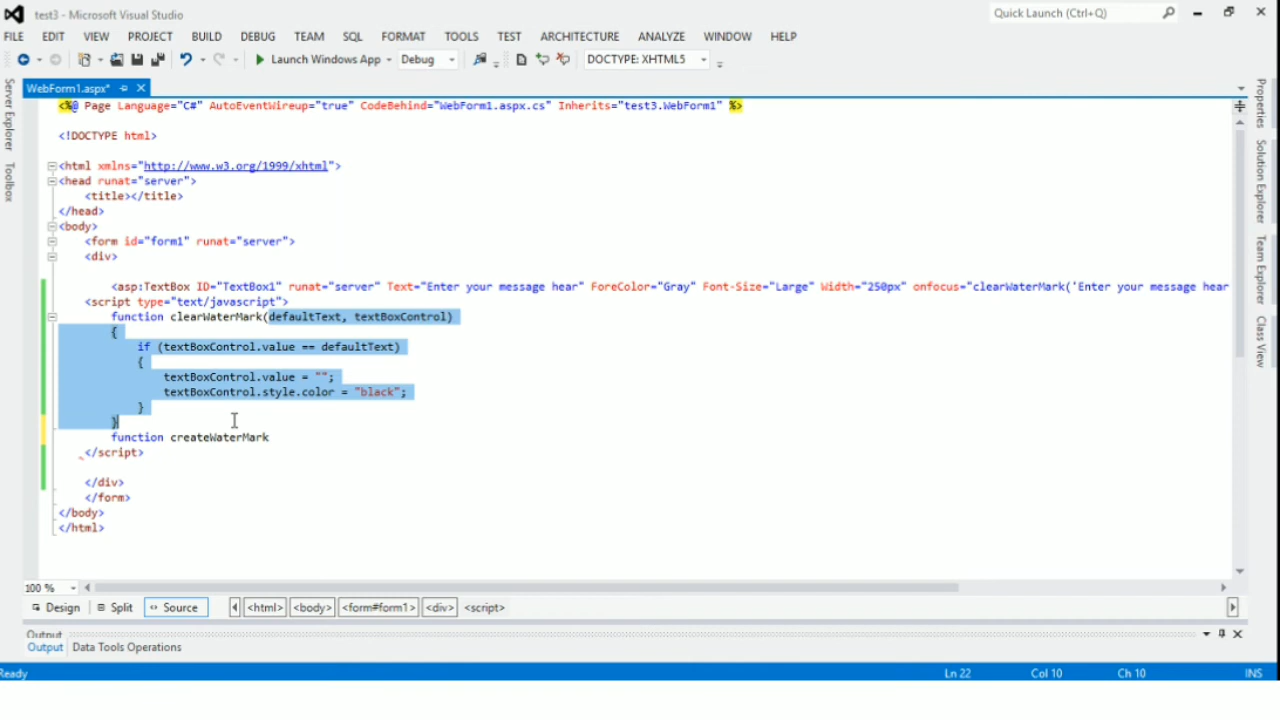 test3 - Microsoft Visual Studio
Quick Launch (Ctrl+Q)
FILE EDIT VIEW PROJECT BUILD DEBUG TEAM SQL FORMAT TOOLS TEST ARCHITECTURE ANALYZE WINDOW HELP
Launch Windows App Debug DOCTYPE: XHTML5
WebForm1.aspx*
Server Explorer
Toolbox
<%@ Page Language="C#" AutoEventWireup="true" CodeBehind="WebForm1.aspx.cs" Inherits="test3.WebForm1" %>
<!DOCTYPE html>
<html xmlns="http://www.w3.org/1999/xhtml">
<head runat="server">
<title></title>
</head>
<body>
<form id="form1" runat="server">
<div>
<asp:TextBox ID="TextBox1" runat="server" Text="Enter your message hear" ForeColor="Gray" Font-Size="Large" Width="250px" onfocus="clearWaterMark('Enter your message hear
<script type="text/javascript">
function clearWaterMark(defaultText, textBoxControl)
{
if (textBoxControl.value == defaultText)
{
textBoxControl.value = "";
textBoxControl.style.color = "black";
}
}
function createWaterMark
</script>
</div>
</form>
</body>
</html>
Properties
Solution Explorer
Team Explorer
Class View
100 %
Design Split Source <html> <body> <form#form1> <div> <script>
Output
Output Data Tools Operations
Ready Ln 22 Col 10 Ch 10 INS